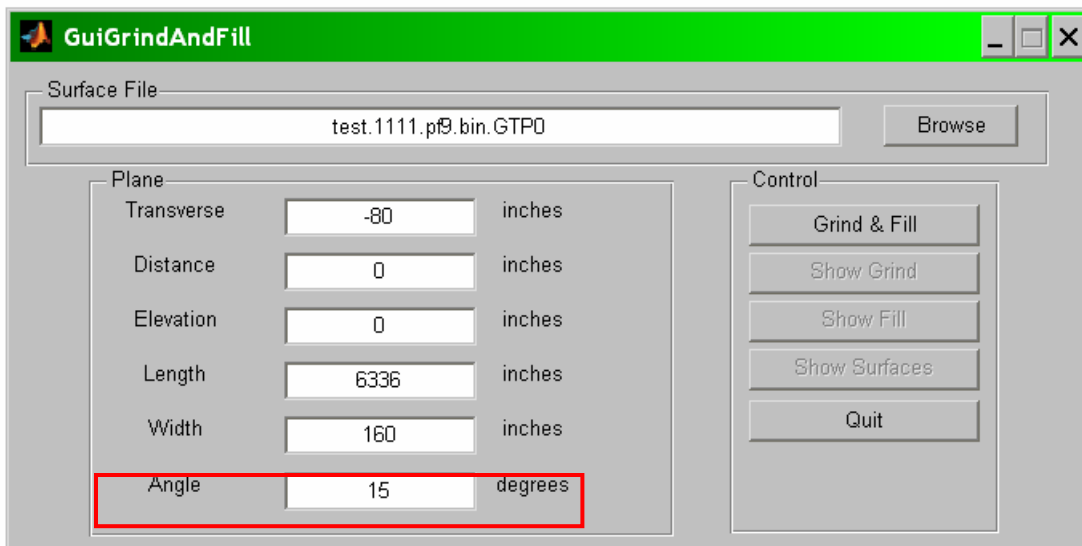 GuiGrindAndFill
Surface File
test.1111.pf9.bin.GTP0
Browse
Plane
Transverse -80 inches
Distance 0 inches
Elevation 0 inches
Length 6336 inches
Width 160 inches
Angle 15 degrees
Control
Grind & Fill
Show Grind
Show Fill
Show Surfaces
Quit